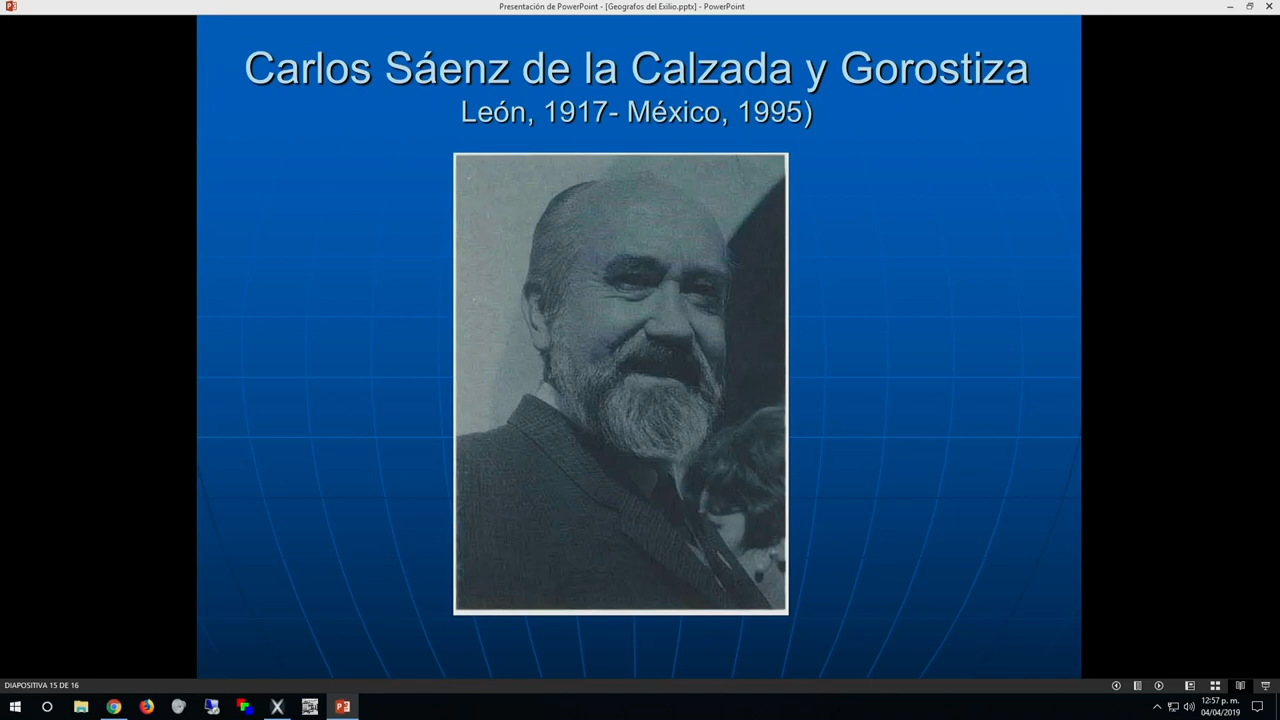 Presentación de PowerPoint - [Geografos del Exilio.pptx] - PowerPoint
Carlos Sáenz de la Calzada y Gorostiza
León, 1917- México, 1995)
DIAPOSITIVA 15 DE 16
12:57 p. m.
04/04/2019